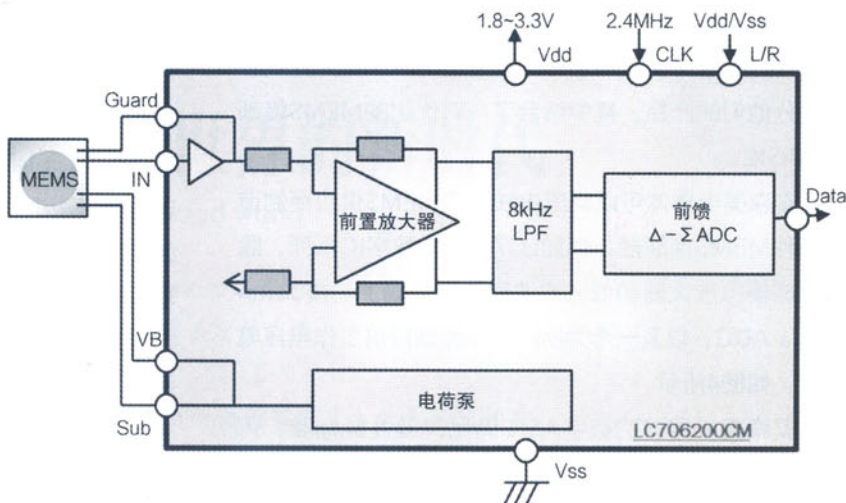 1.8~3.3V
2.4MHz
Vdd/Vss
Vdd
CLK
L/R
Guard
MEMS
IN
前置放大器
8kHz
LPF
前馈
Δ-Σ ADC
Data
VB
Sub
电荷泵
LC706200CM
Vss